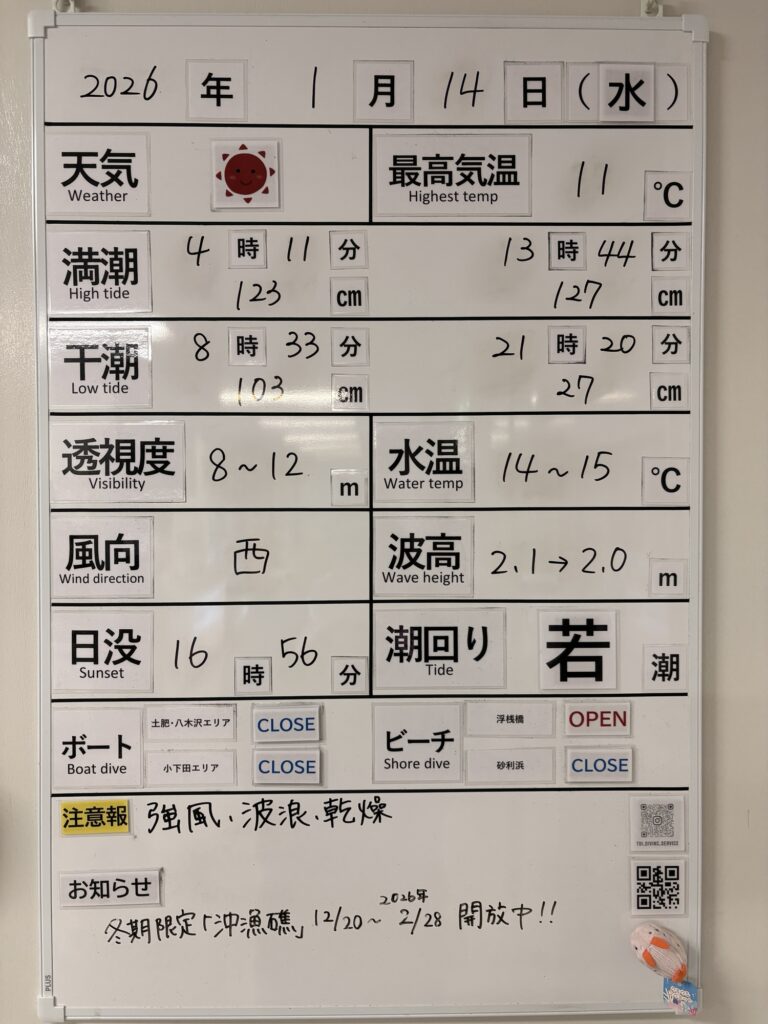 2026 年 1 月 14 日 (水)
天気 Weather
最高気温 Highest temp 11 ℃
満潮 High tide
4 時 11 分 123 cm
13 時 44 分 127 cm
干潮 Low tide
8 時 33 分 103 cm
21 時 20 分 27 cm
透視度 Visibility 8~12 m
水温 Water temp 14~15 ℃
風向 Wind direction 西
波高 Wave height 2.1→2.0 m
日没 Sunset 16 時 56 分
潮回り Tide 若 潮
ボート Boat dive
土肥・八木沢エリア CLOSE
小下田エリア CLOSE
ビーチ Shore dive
浮桟橋 OPEN
砂利浜 CLOSE
注意報 強風、波浪、乾燥
TOI.DIVING.SERVICE
お知らせ
冬期限定「沖漁礁」12/20~2026年2/28 開放中!!
PLUS